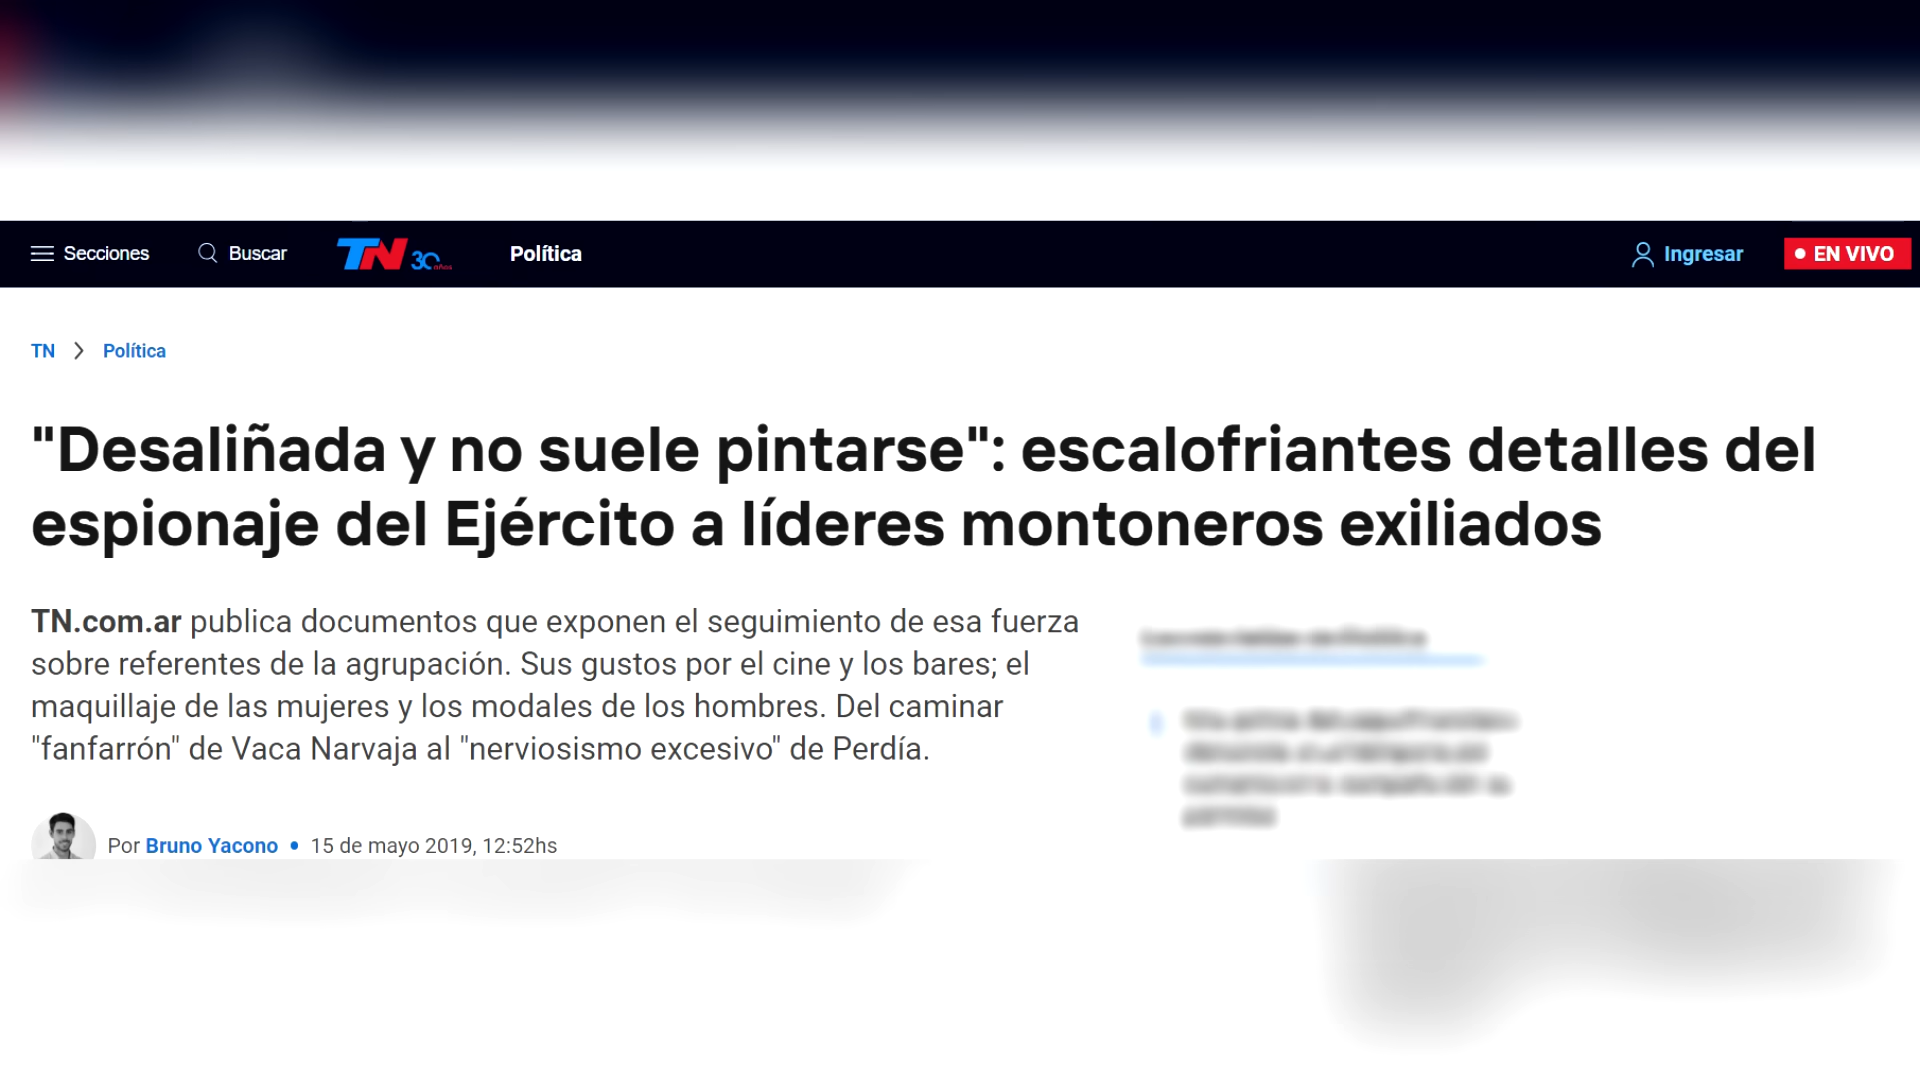 Secciones Buscar TN 30 años Política Ingresar EN VIVO
TN Política
"Desaliñada y no suele pintarse": escalofriantes detalles del
espionaje del Ejército a líderes montoneros exiliados
TN.com.ar publica documentos que exponen el seguimiento de esa fuerza
sobre referentes de la agrupación. Sus gustos por el cine y los bares; el
maquillaje de las mujeres y los modales de los hombres. Del caminar
"fanfarrón" de Vaca Narvaja al "nerviosismo excesivo" de Perdía.
Por Bruno Yacono • 15 de mayo 2019, 12:52hs